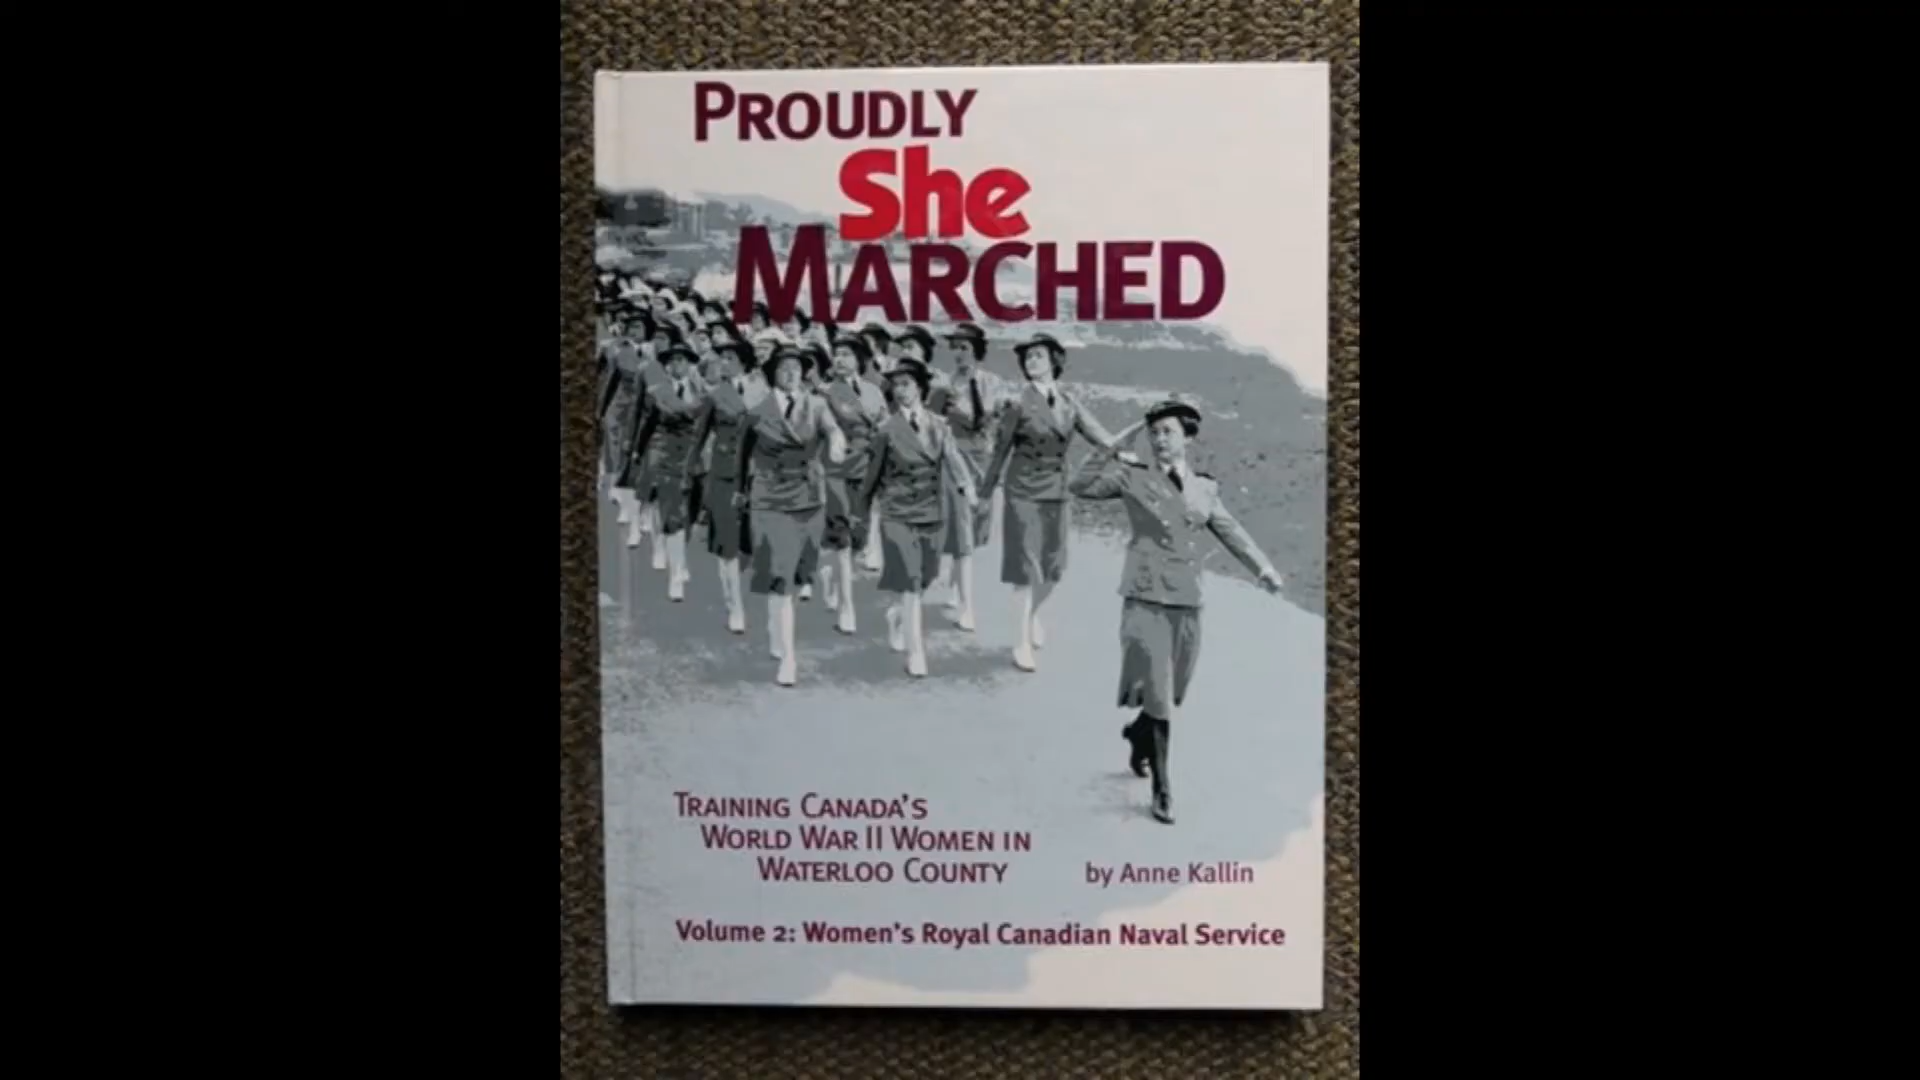 PROUDLY
She
MARCHED
TRAINING CANADA'S
WORLD WAR II WOMEN IN
WATERLOO COUNTY
by Anne Kallin
Volume 2: Women's Royal Canadian Naval Service